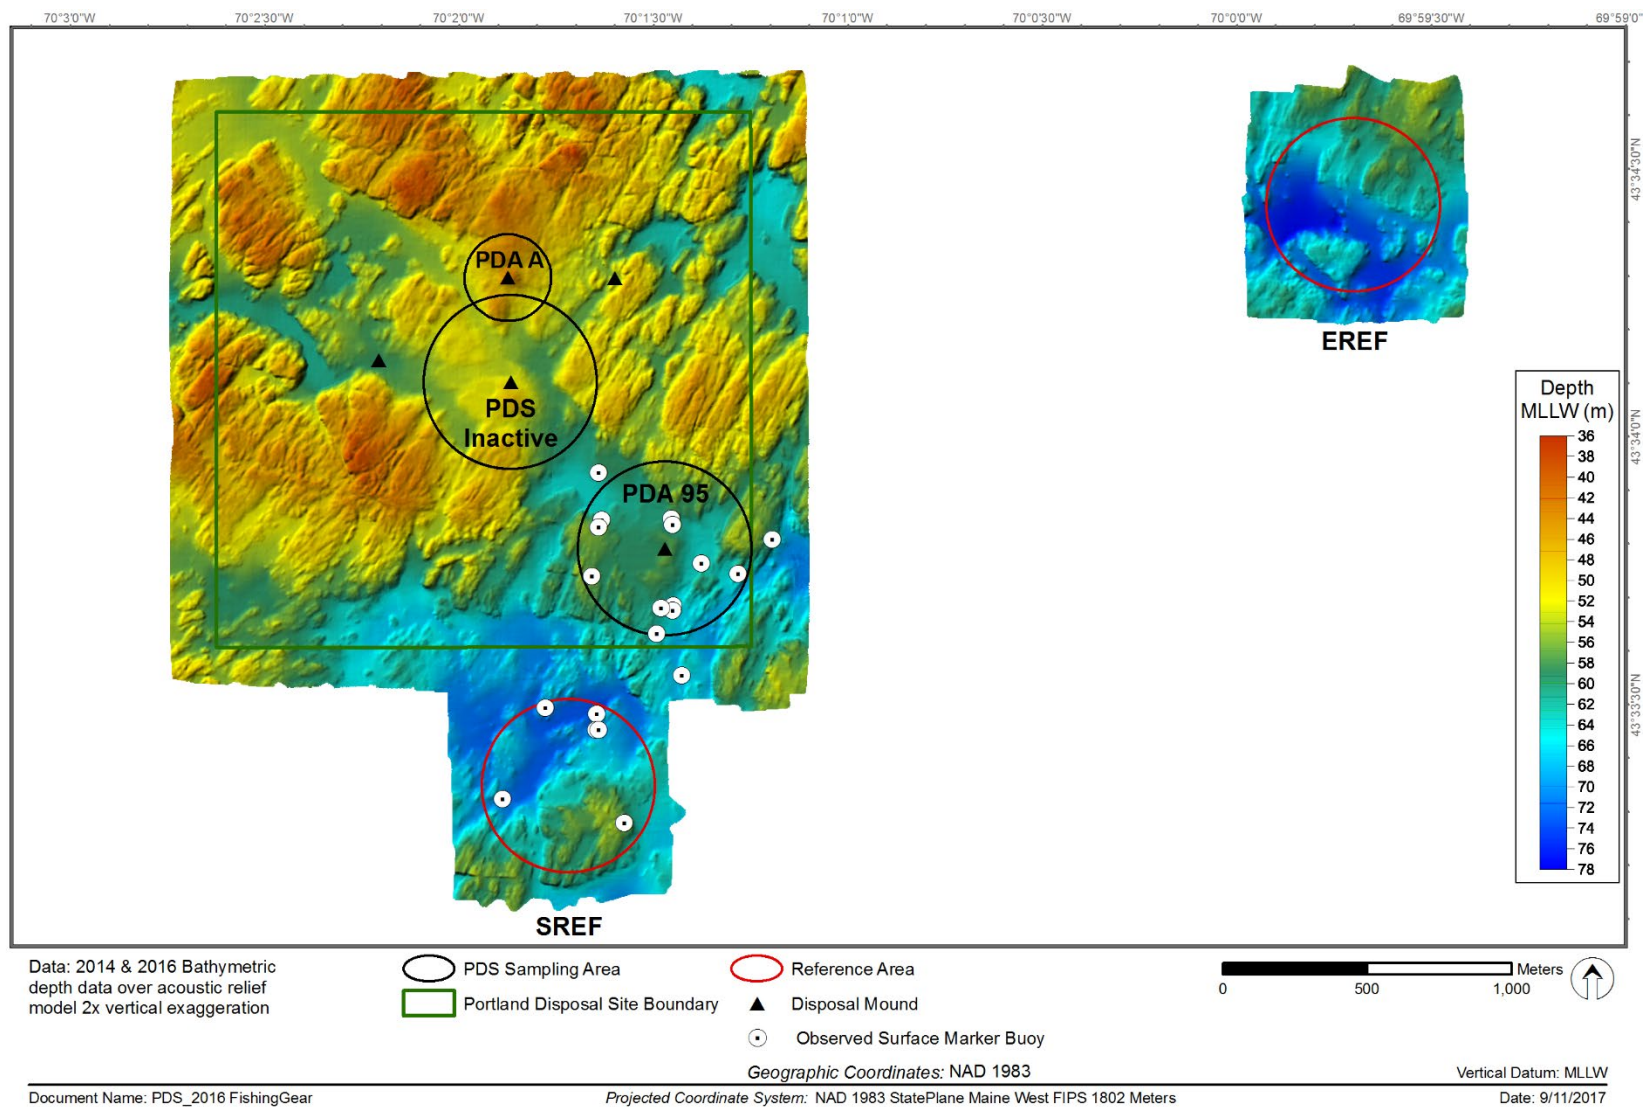 70°3'0"W 70°2'30"W 70°2'0"W 70°1'30"W 70°1'0"W 70°0'30"W 70°0'0"W 69°59'30"W 69°59'0"
43°34'30"N
43°34'0"N
43°33'30"N
PDA A
PDS
Inactive
PDA 95
EREF
SREF
Depth
MLLW (m)
36
38
40
42
44
46
48
50
52
54
56
58
60
62
64
66
68
70
72
74
76
78
Data: 2014 & 2016 Bathymetric
depth data over acoustic relief
model 2x vertical exaggeration
PDS Sampling Area
Portland Disposal Site Boundary
Reference Area
Disposal Mound
Observed Surface Marker Buoy
Meters
0 500 1,000
Geographic Coordinates: NAD 1983
Vertical Datum: MLLW
Document Name: PDS_2016 FishingGear
Projected Coordinate System: NAD 1983 StatePlane Maine West FIPS 1802 Meters
Date: 9/11/2017